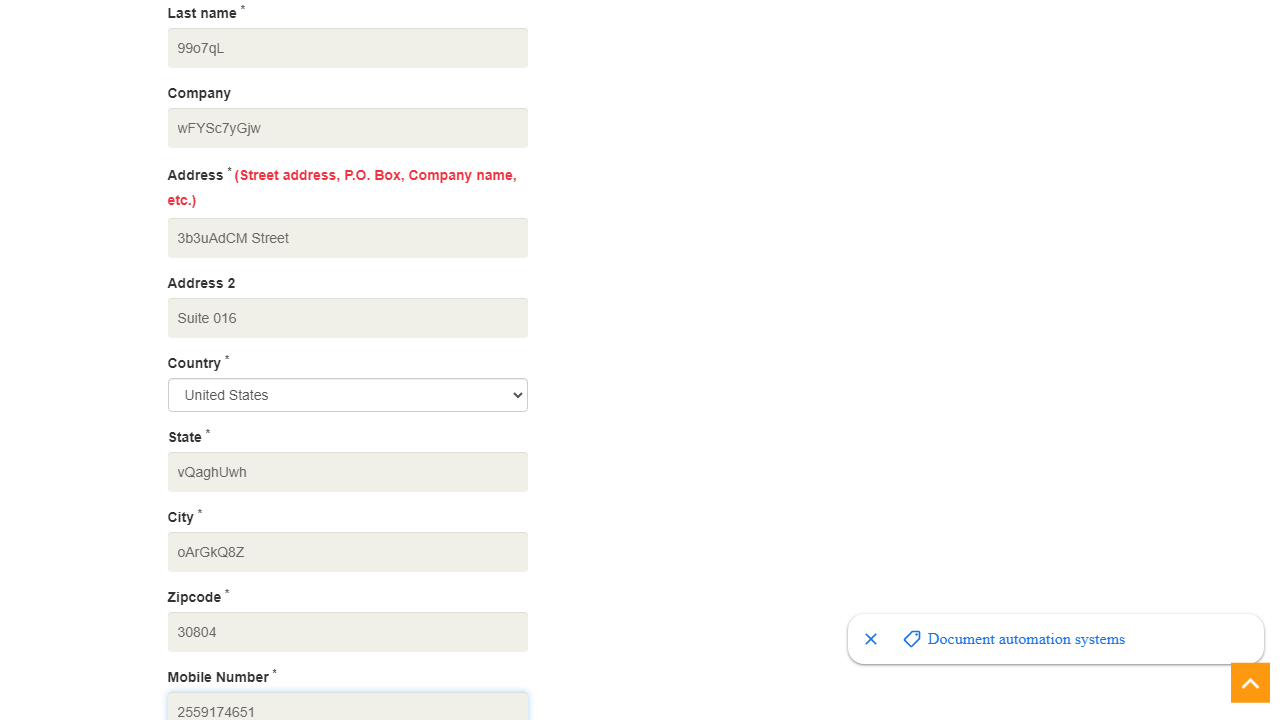 Last name *
99o7qL
Company
wFYSc7yGjw
Address * (Street address, P.O. Box, Company name,
etc.)
3b3uAdCM Street
Address 2
Suite 016
Country *
United States
State *
vQaghUwh
City *
oArGkQ8Z
Zipcode *
30804
Document automation systems
Mobile Number *
2559174651